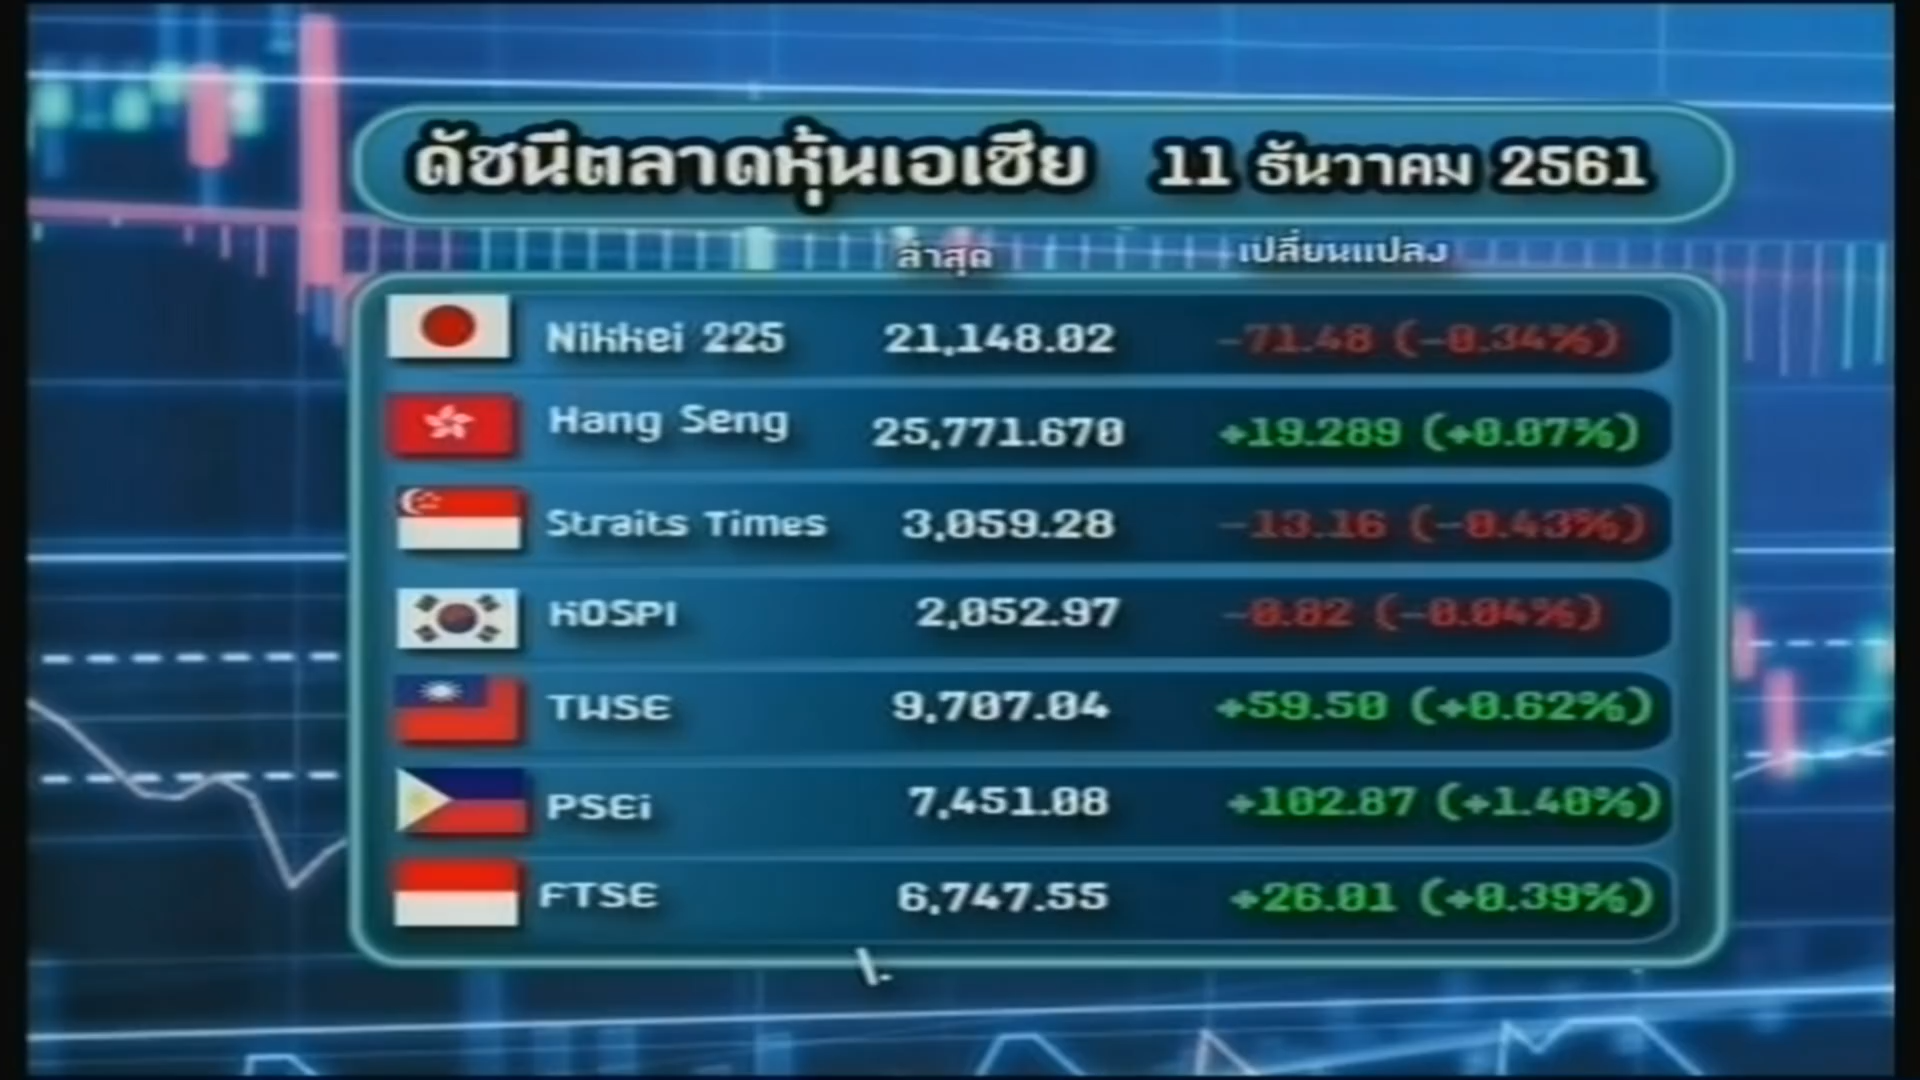 ดัชนีตลาดหุ้นเอเชีย 11 ธันวาคม 2561
ล่าสุด เปลี่ยนแปลง
Nikkei 225 21,148.02 -71.48 (-0.34%)
Hang Seng 25,771.670 +19.289 (+0.07%)
Straits Times 3,059.28 -13.16 (-0.43%)
KOSPI 2,052.97 -0.82 (-0.04%)
TWSE 9,707.04 +59.50 (+0.62%)
PSEi 7,451.08 +102.87 (+1.40%)
FTSE 6,747.55 +26.01 (+0.39%)